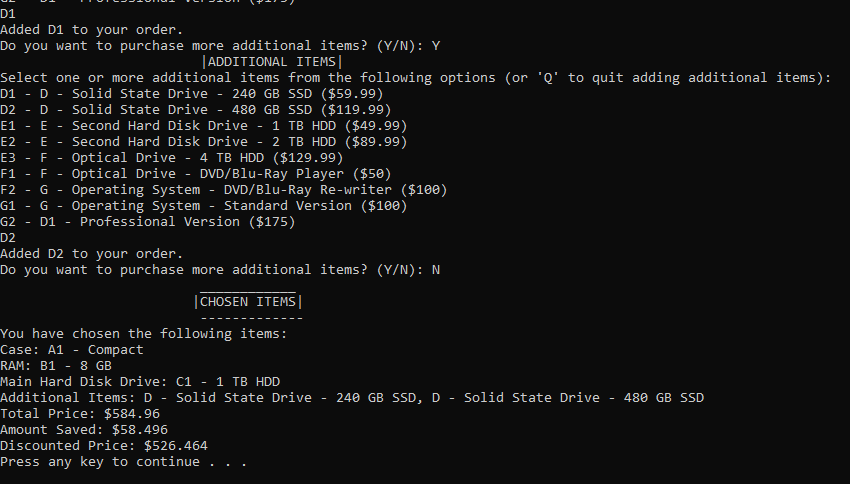 G2 - D1 - Professional Version ($175)
D1
Added D1 to your order.
Do you want to purchase more additional items? (Y/N): Y
|ADDITIONAL ITEMS|
Select one or more additional items from the following options (or 'Q' to quit adding additional items):
D1 - D - Solid State Drive - 240 GB SSD ($59.99)
D2 - D - Solid State Drive - 480 GB SSD ($119.99)
E1 - E - Second Hard Disk Drive - 1 TB HDD ($49.99)
E2 - E - Second Hard Disk Drive - 2 TB HDD ($89.99)
E3 - F - Optical Drive - 4 TB HDD ($129.99)
F1 - F - Optical Drive - DVD/Blu-Ray Player ($50)
F2 - G - Operating System - DVD/Blu-Ray Re-writer ($100)
G1 - G - Operating System - Standard Version ($100)
G2 - D1 - Professional Version ($175)
D2
Added D2 to your order.
Do you want to purchase more additional items? (Y/N): N
____________
|CHOSEN ITEMS|
-------------
You have chosen the following items:
Case: A1 - Compact
RAM: B1 - 8 GB
Main Hard Disk Drive: C1 - 1 TB HDD
Additional Items: D - Solid State Drive - 240 GB SSD, D - Solid State Drive - 480 GB SSD
Total Price: $584.96
Amount Saved: $58.496
Discounted Price: $526.464
Press any key to continue . . .